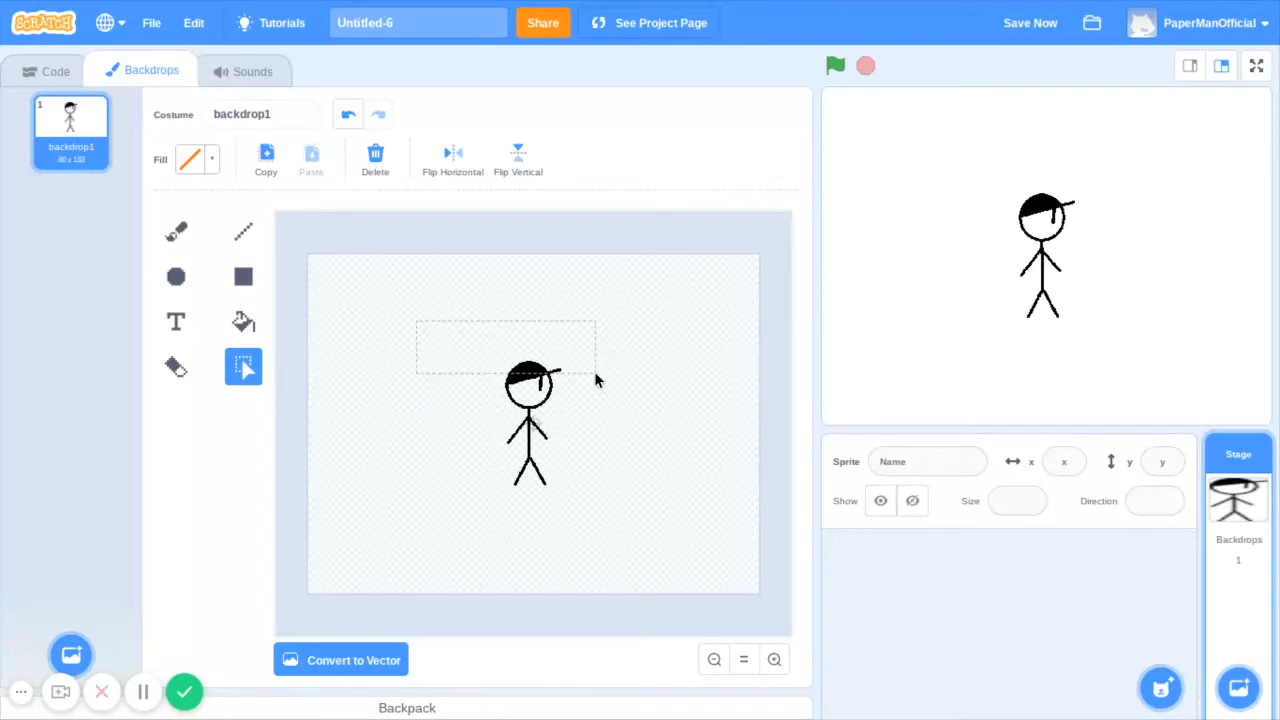 SCRATCH File Edit Tutorials Untitled-6 Share See Project Page Save Now PaperManOfficial
Code Backdrops Sounds
1
backdrop1
60 x 133
Costume backdrop1
Fill Copy Paste Delete Flip Horizontal Flip Vertical
T
Convert to Vector
Backpack
Sprite Name x x y y
Show Size Direction
Stage
Backdrops
1